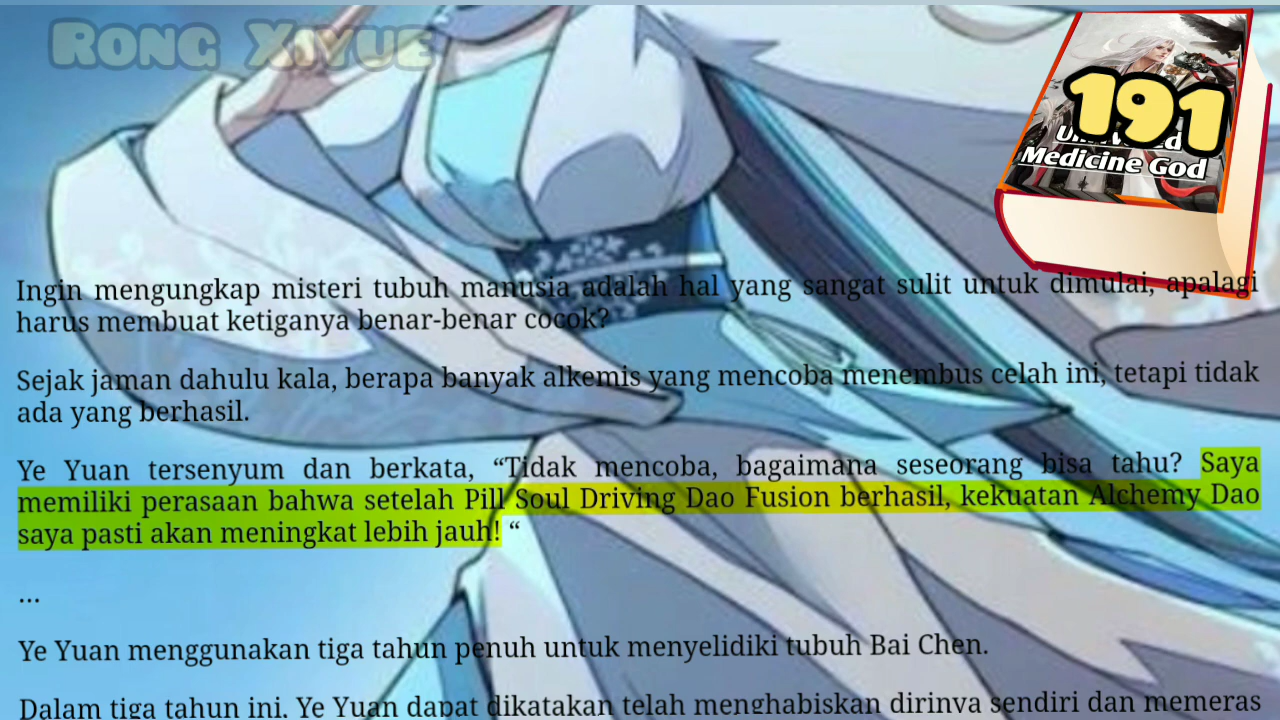 Rong Xiyue
191
Medicine God
Ingin mengungkap misteri tubuh manusia adalah hal yang sangat sulit untuk dimulai, apalagi
harus membuat ketiganya benar-benar cocok?
Sejak jaman dahulu kala, berapa banyak alkemis yang mencoba menembus celah ini, tetapi tidak
ada yang berhasil.
Ye Yuan tersenyum dan berkata, “Tidak mencoba, bagaimana seseorang bisa tahu? Saya
memiliki perasaan bahwa setelah Pill Soul Driving Dao Fusion berhasil, kekuatan Alchemy Dao
saya pasti akan meningkat lebih jauh! “
…
Ye Yuan menggunakan tiga tahun penuh untuk menyelidiki tubuh Bai Chen.
Dalam tiga tahun ini, Ye Yuan dapat dikatakan telah menghabiskan dirinya sendiri dan memeras